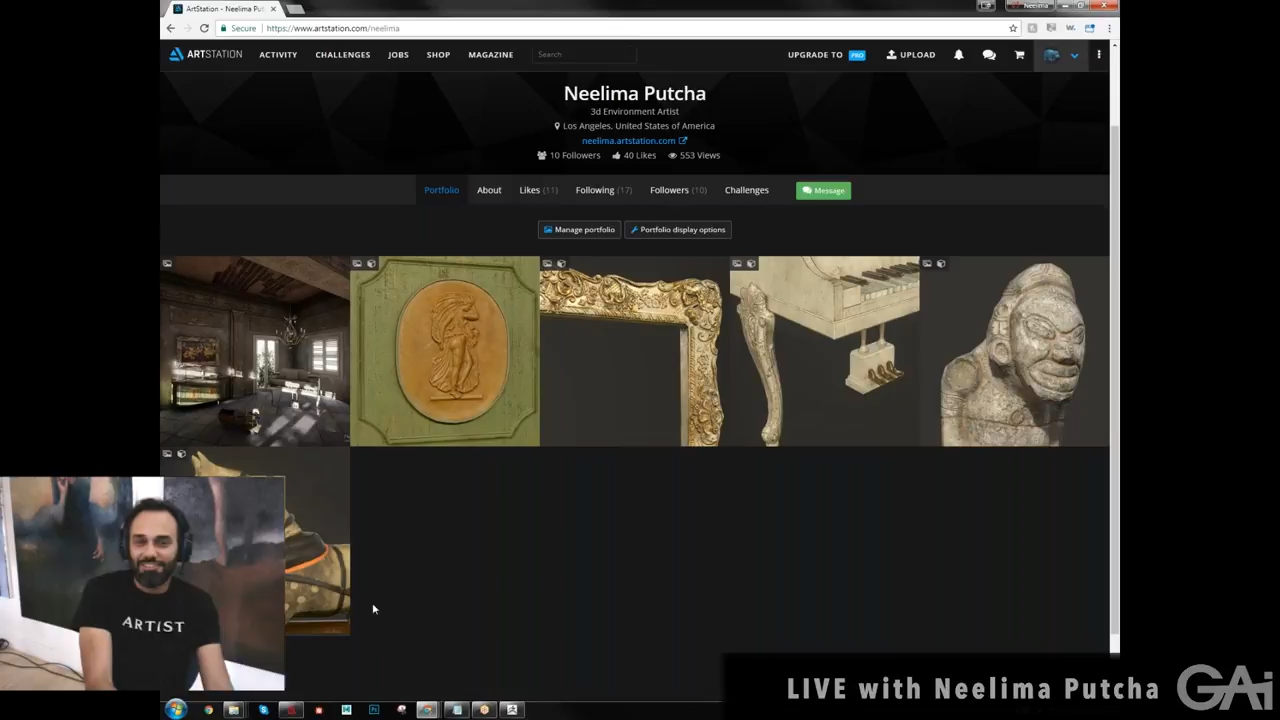 ArtStation - Neelima Put
Neelima
Secure
https://www.artstation.com/neelima
ARTSTATION
ACTIVITY
CHALLENGES
JOBS
SHOP
MAGAZINE
Search
UPGRADE TO PRO
UPLOAD
Neelima Putcha
3d Environment Artist
Los Angeles, United States of America
neelima.artstation.com
10 Followers 40 Likes 553 Views
Portfolio
About
Likes (11)
Following (17)
Followers (10)
Challenges
Message
Manage portfolio
Portfolio display options
ARTIST
LIVE with Neelima Putcha
GAi